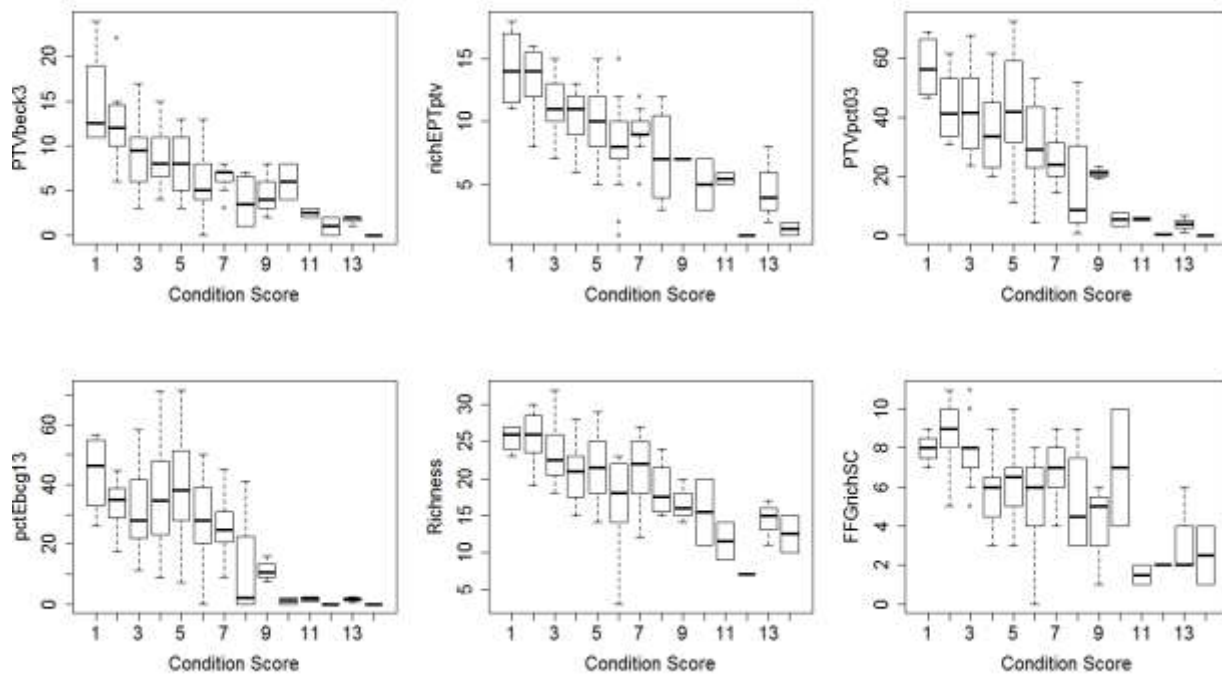 PTVbeck3
0 5 10 15 20
1 3 5 7 9 11 13
Condition Score
richEPTptv
5 10 15
1 3 5 7 9 11 13
Condition Score
PTVpct03
0 20 40 60
1 3 5 7 9 11 13
Condition Score
pctEbcg13
0 20 40 60
1 3 5 7 9 11 13
Condition Score
Richness
5 10 15 20 25 30
1 3 5 7 9 11 13
Condition Score
FFGrichSC
0 2 4 6 8 10
1 3 5 7 9 11 13
Condition Score